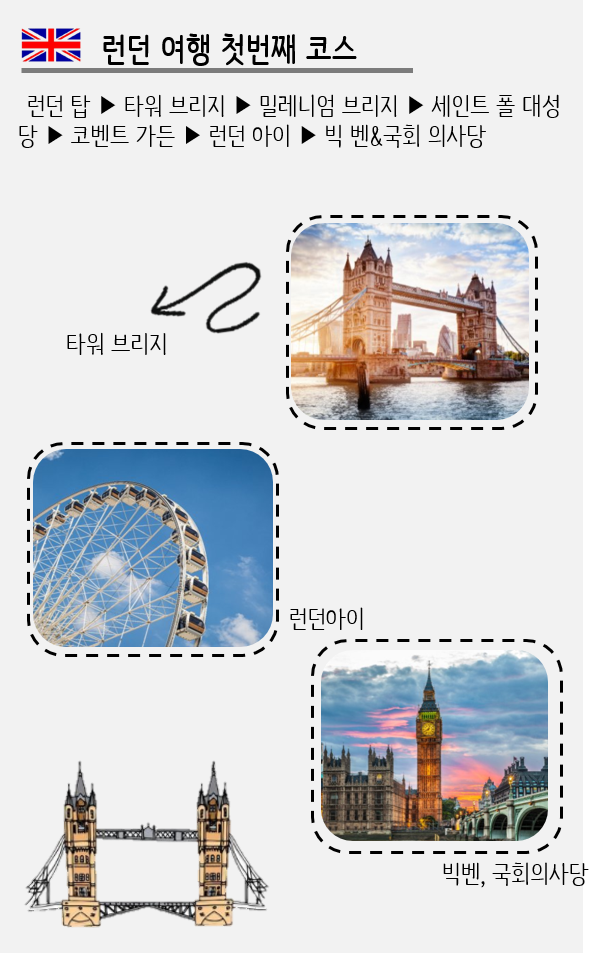 런던 여행 첫번째 코스
런던 탑 ▶ 타워 브리지 ▶ 밀레니엄 브리지 ▶ 세인트 폴 대성
당 ▶ 코벤트 가든 ▶ 런던 아이 ▶ 빅 벤&국회 의사당
타워 브리지
런던아이
빅벤, 국회의사당